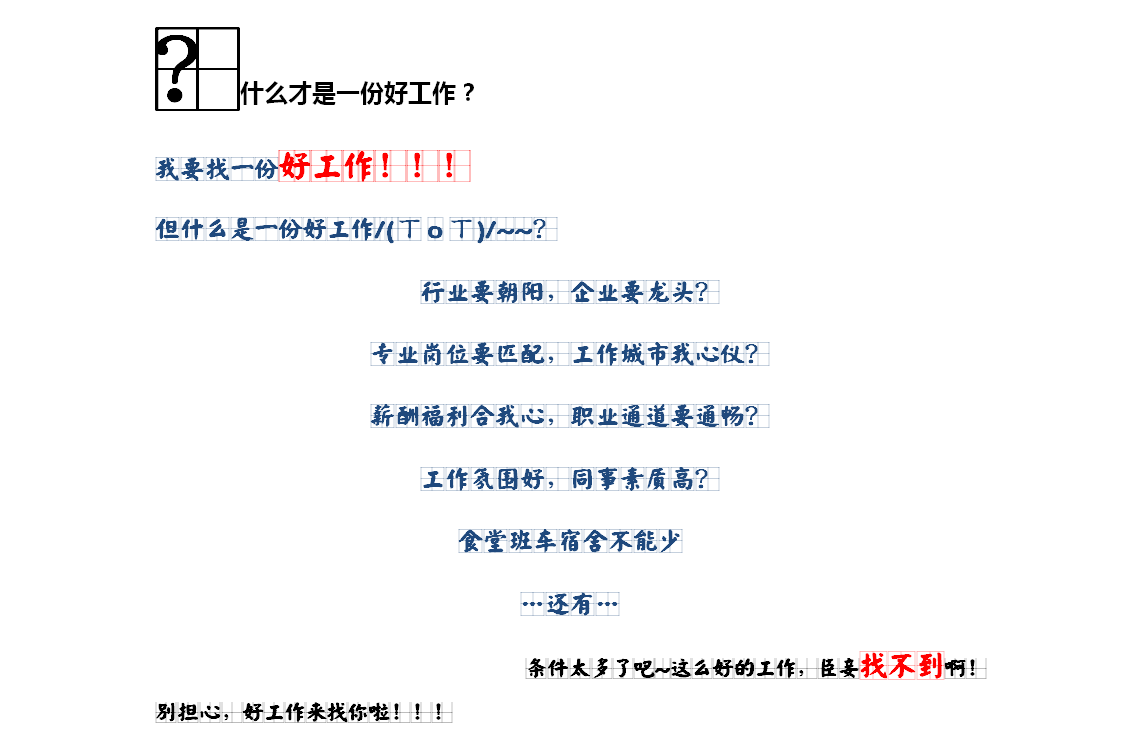 ?什么才是一份好工作？
我要找一份好工作！！！
但什么是一份好工作/(ㄒoㄒ)/~~？
行业要朝阳，企业要龙头？
专业岗位要匹配，工作城市我心仪？
薪酬福利合我心，职业通道要通畅？
工作氛围好，同事素质高？
食堂班车宿舍不能少
…还有…
条件太多了吧~这么好的工作，臣妾找不到啊！
别担心，好工作来找你啦！！！